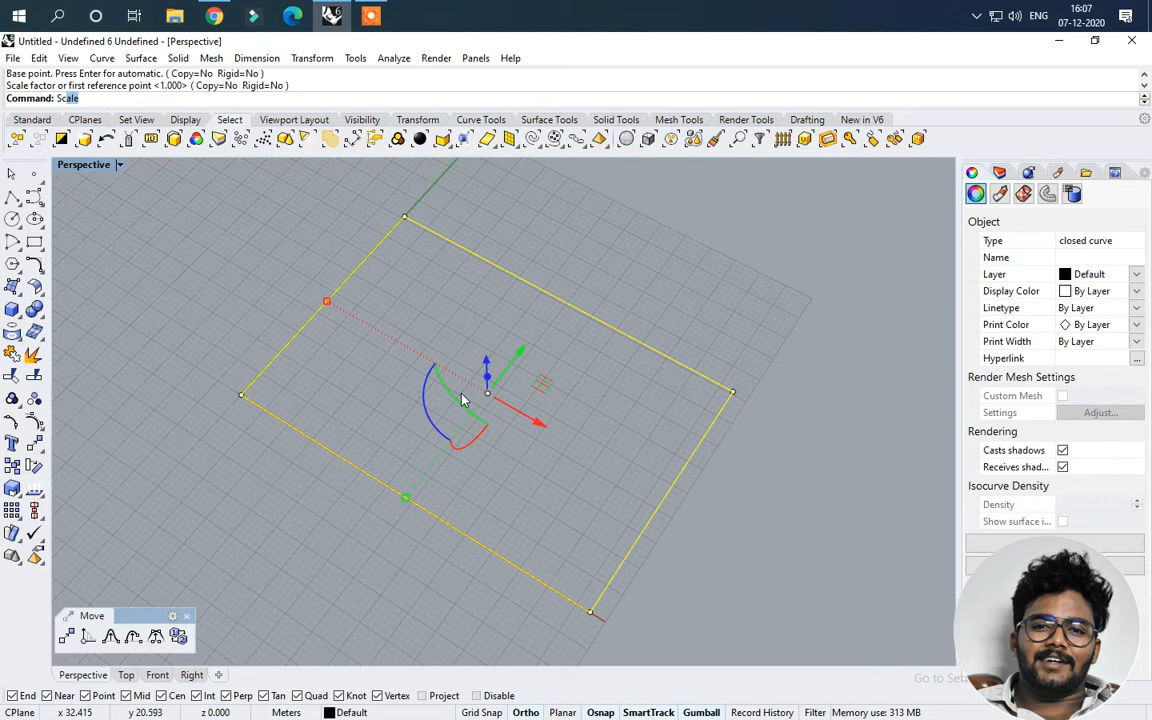 6
ENG
16:07
07-12-2020
Untitled - Undefined 6 Undefined - [Perspective]
File Edit View Curve Surface Solid Mesh Dimension Transform Tools Analyze Render Panels Help
Base point. Press Enter for automatic. ( Copy=No Rigid=No )
Scale factor or first reference point <1.000> ( Copy=No Rigid=No )
Command: Scale
Standard CPlanes Set View Display Select Viewport Layout Visibility Transform Curve Tools Surface Tools Solid Tools Mesh Tools Render Tools Drafting New in V6
Perspective
Object
Type closed curve
Name
Layer Default
Display Color By Layer
Linetype By Layer
Print Color By Layer
Print Width By Layer
Hyperlink ...
Render Mesh Settings
Custom Mesh
Settings Adjust...
Rendering
Casts shadows
Receives shad...
Isocurve Density
Density
Show surface i...
Move
Perspective Top Front Right
Go to Se
End Near Point Mid Cen Int Perp Tan Quad Knot Vertex Project Disable
CPlane x 32.415 y 20.593 z 0.000 Meters Default Grid Snap Ortho Planar Osnap SmartTrack Gumball Record History Filter Memory use: 313 MB